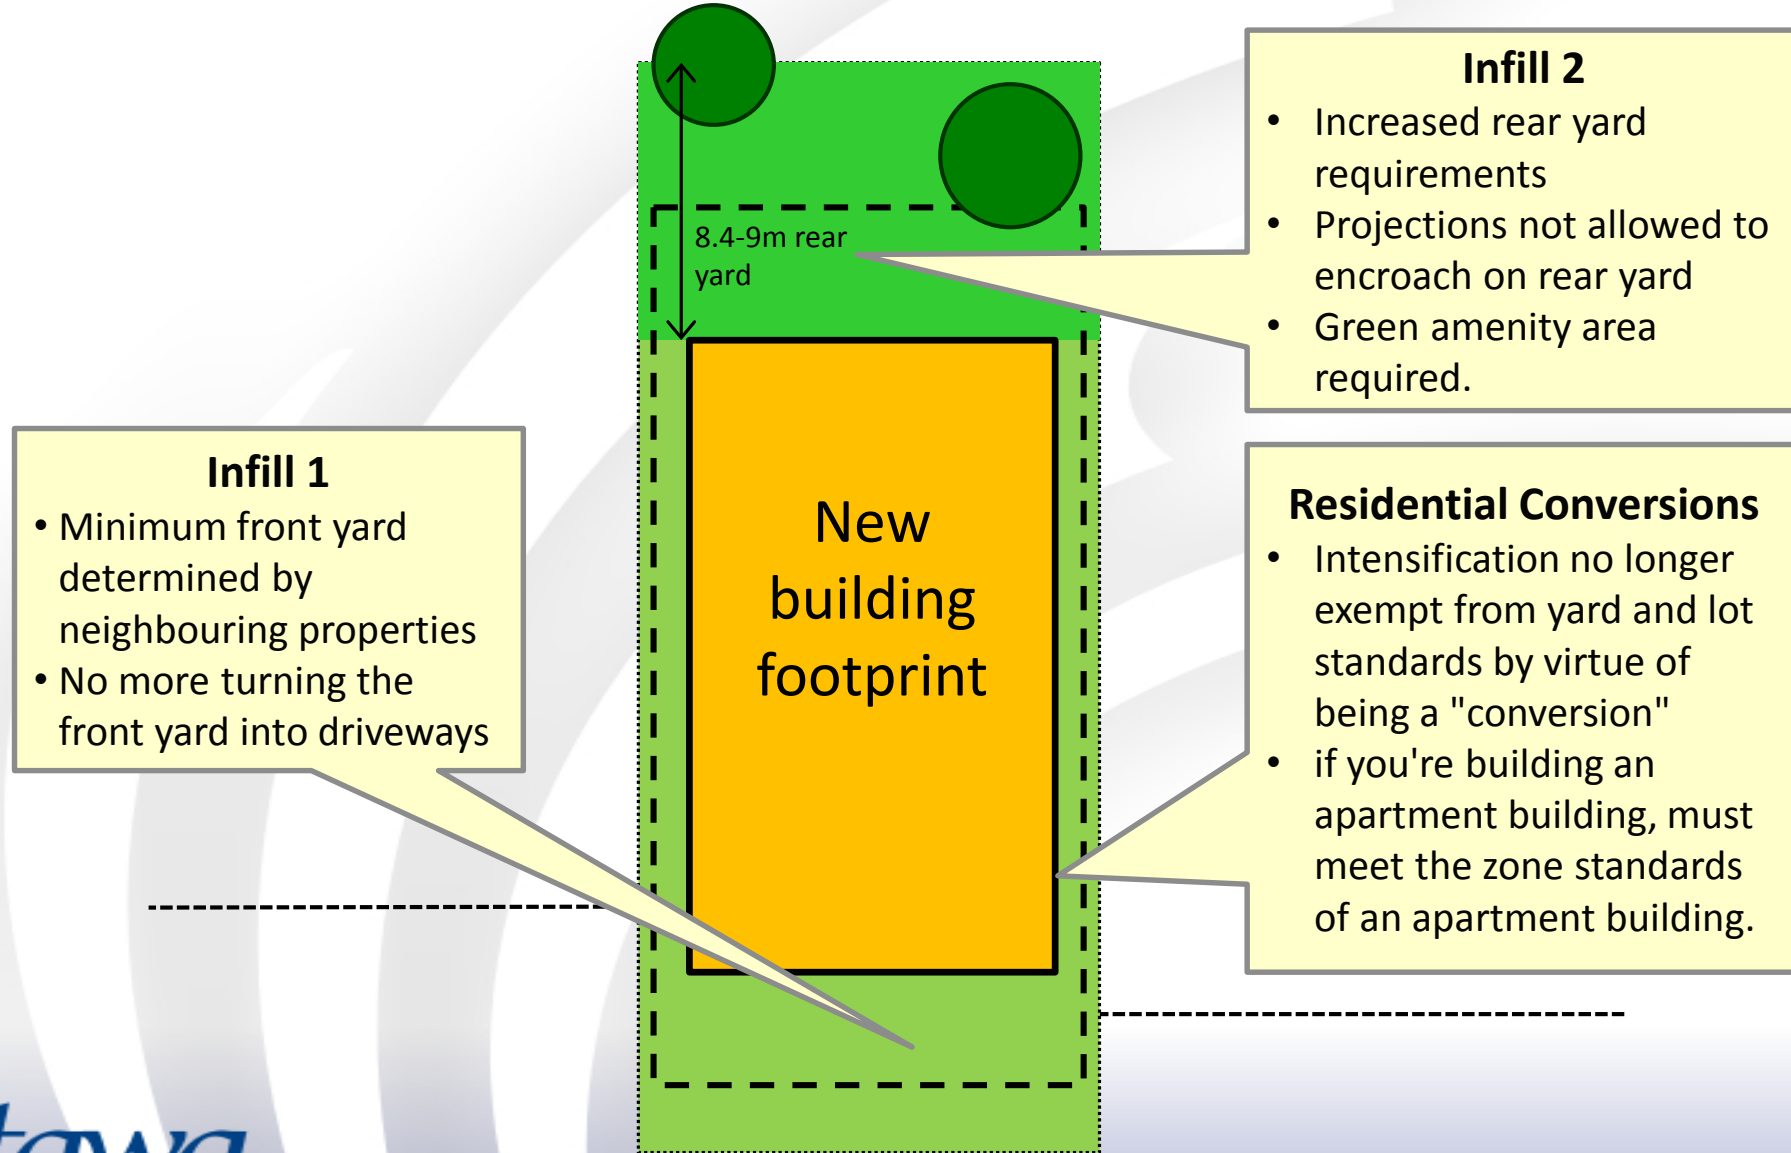 Infill 2
• Increased rear yard
requirements
• Projections not allowed to
encroach on rear yard
• Green amenity area
required.
8.4-9m rear
yard
Infill 1
• Minimum front yard
determined by
neighbouring properties
• No more turning the
front yard into driveways
New
building
footprint
Residential Conversions
• Intensification no longer
exempt from yard and lot
standards by virtue of
being a "conversion"
• if you're building an
apartment building, must
meet the zone standards
of an apartment building.